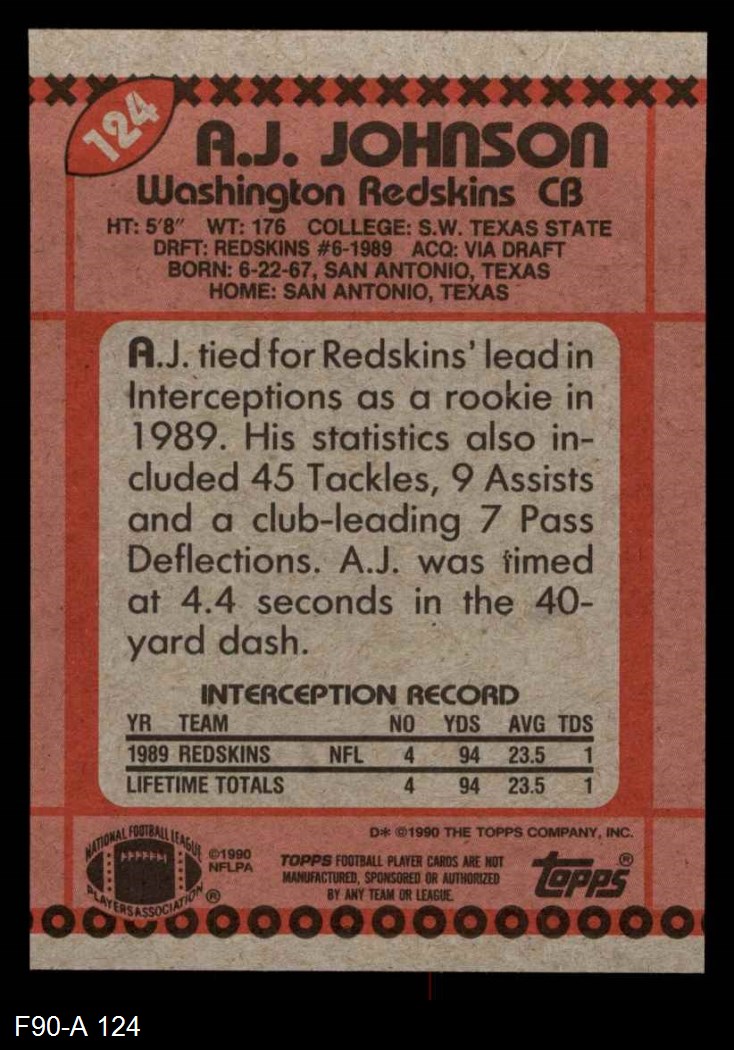 124
A.J. JOHNSON
Washington Redskins CB
HT: 5'8" WT: 176 COLLEGE: S.W. TEXAS STATE
DRFT: REDSKINS #6-1989 ACQ: VIA DRAFT
BORN: 6-22-67, SAN ANTONIO, TEXAS
HOME: SAN ANTONIO, TEXAS
A.J. tied for Redskins' lead in
Interceptions as a rookie in
1989. His statistics also in-
cluded 45 Tackles, 9 Assists
and a club-leading 7 Pass
Deflections. A.J. was timed
at 4.4 seconds in the 40-
yard dash.
INTERCEPTION RECORD
YR TEAM NO YDS AVG TDS
1989 REDSKINS NFL 4 94 23.5 1
LIFETIME TOTALS 4 94 23.5 1
D* ©1990 THE TOPPS COMPANY, INC.
NATIONAL FOOTBALL LEAGUE
PLAYERS ASSOCIATION ®
©1990
NFLPA
TOPPS FOOTBALL PLAYER CARDS ARE NOT
MANUFACTURED, SPONSORED OR AUTHORIZED
BY ANY TEAM OR LEAGUE.
Topps®
F90-A 124